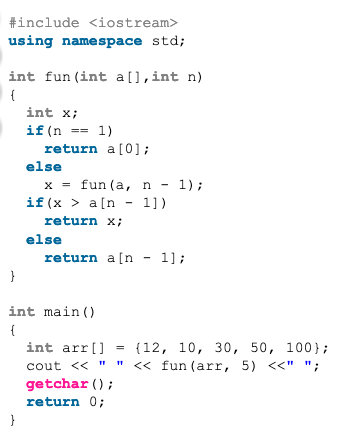 #include <iostream>
using namespace std;

int fun(int a[],int n)
{
  int x;
  if(n == 1)
    return a[0];
  else
    x = fun(a, n - 1);
  if(x > a[n - 1])
    return x;
  else
    return a[n - 1];
}

int main()
{
  int arr[] = {12, 10, 30, 50, 100};
  cout << " " << fun(arr, 5) <<" ";
  getchar();
  return 0;
}